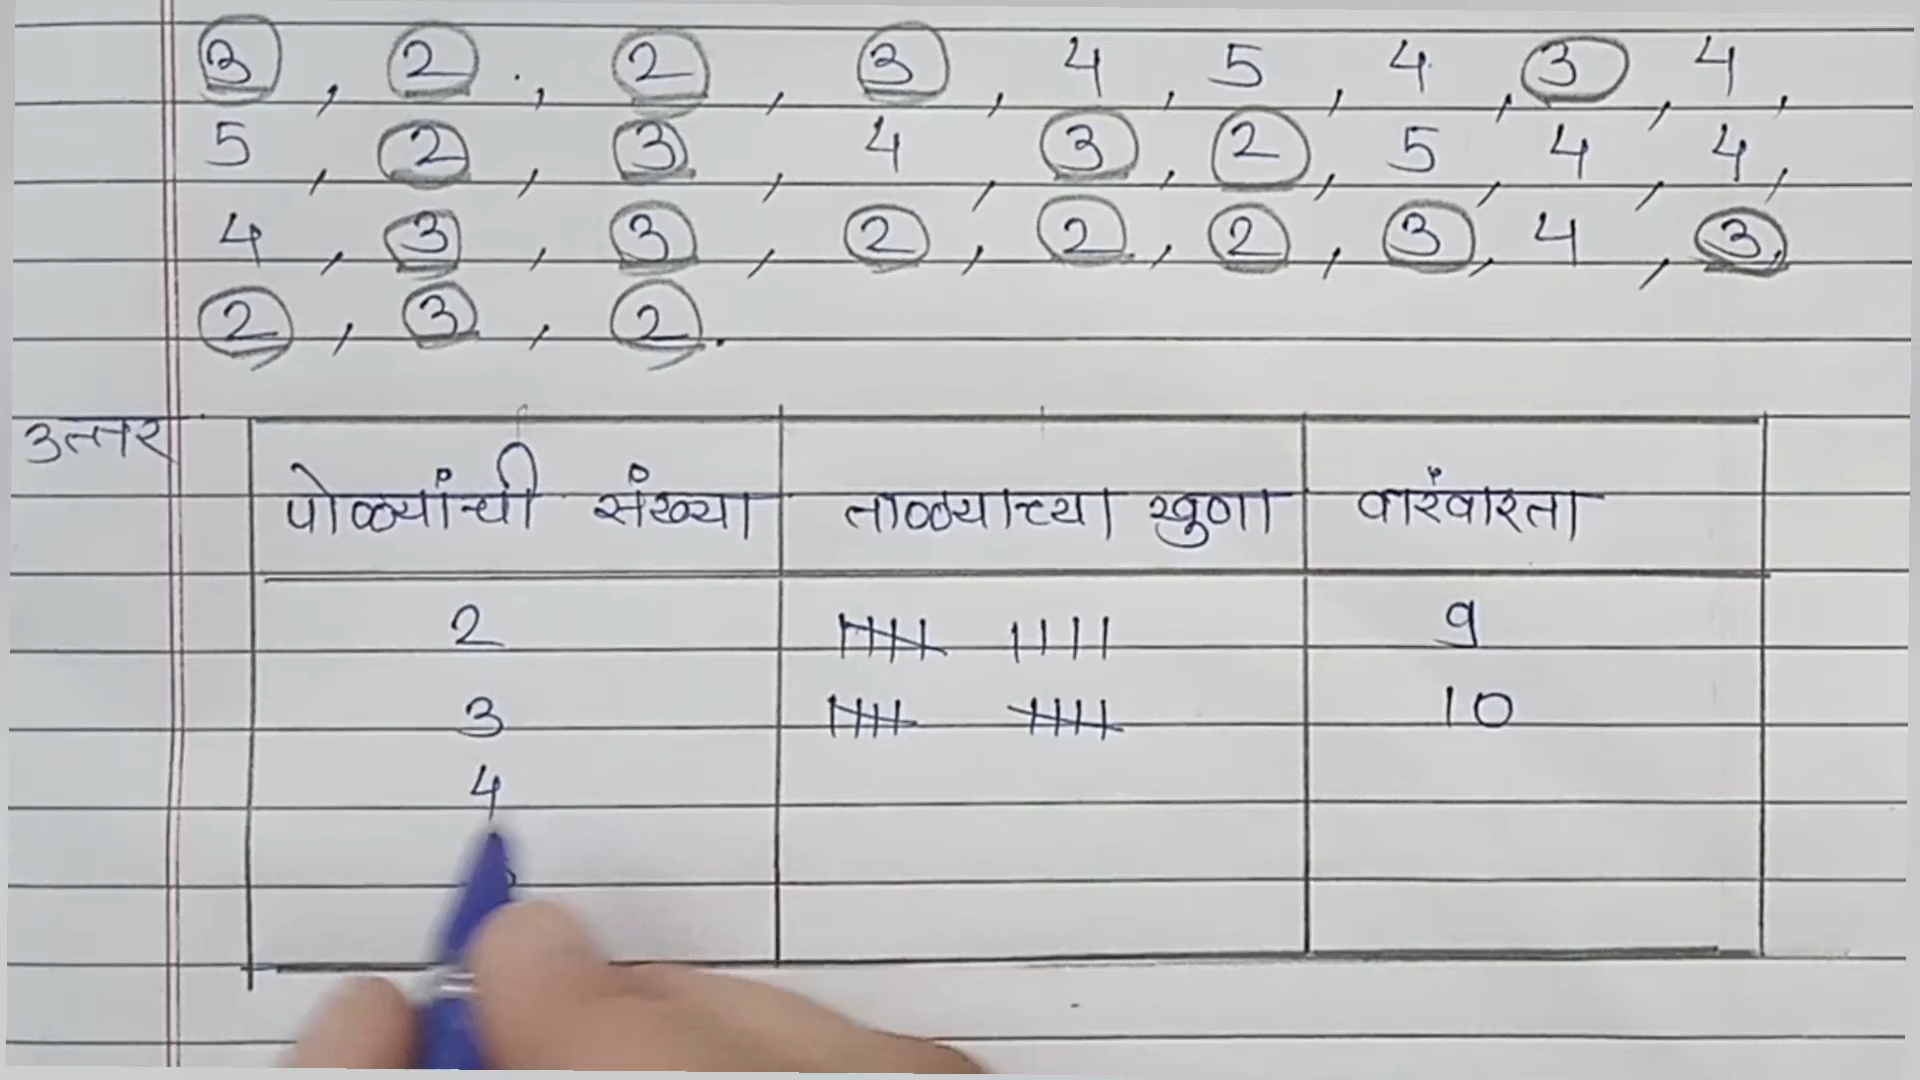 3 , 2 , 2 , 3 , 4 , 5 , 4 , 3 , 4 ,
5 , 2 , 3 , 4 , 3 , 2 , 5 , 4 , 4 ,
4 , 3 , 3 , 2 , 2 , 2 , 3 , 4 , 3 ,
2 , 3 , 2 .
उत्तर
पोळ्यांची संख्या ताळ्याच्या खुणा वारंवारता
2 9
3 10
4